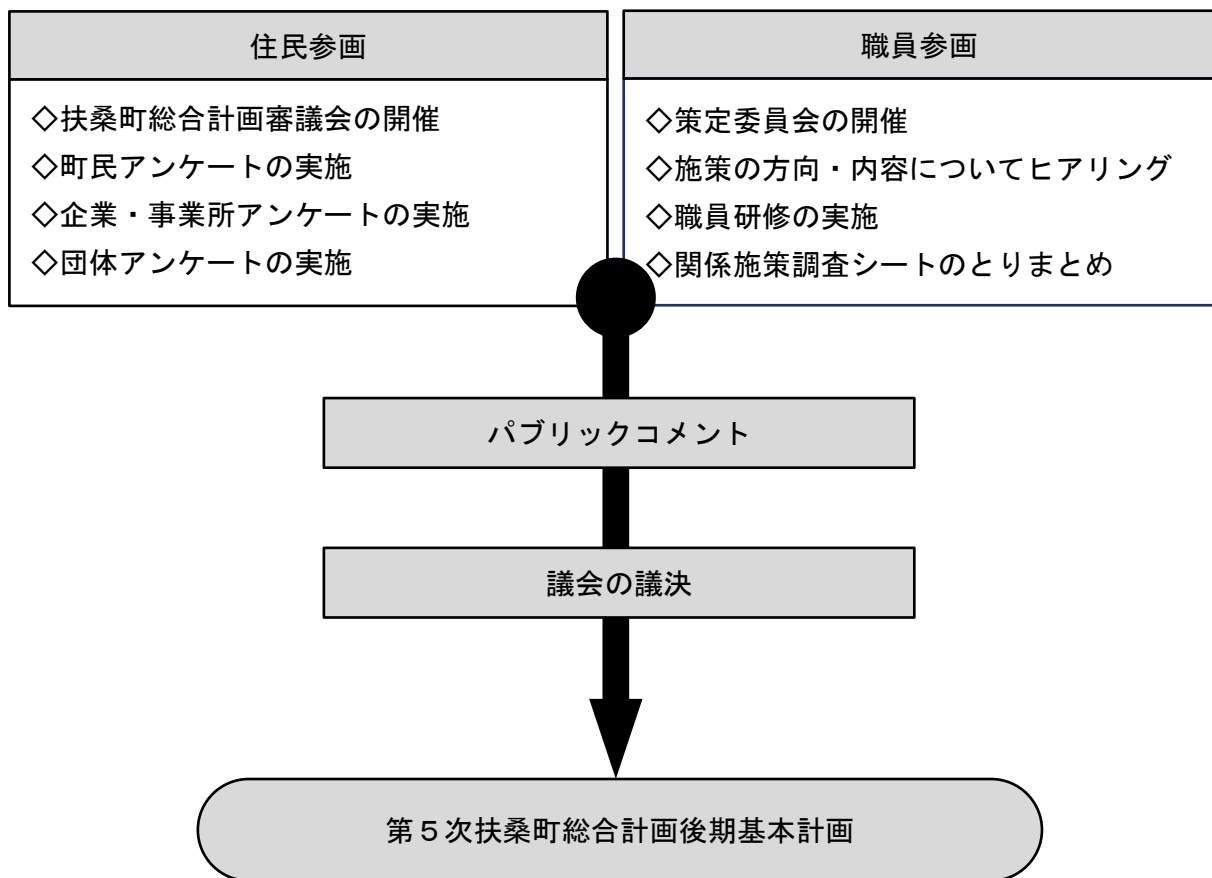 住民参画
◇扶桑町総合計画審議会の開催
◇町民アンケートの実施
◇企業・事業所アンケートの実施
◇団体アンケートの実施
職員参画
◇策定委員会の開催
◇施策の方向・内容についてヒアリング
◇職員研修の実施
◇関係施策調査シートのとりまとめ
パブリックコメント
議会の議決
第５次扶桑町総合計画後期基本計画